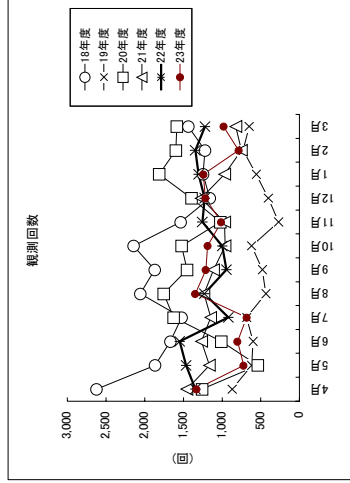 観測回数
(回)
3,000
2,500
2,000
1,500
1,000
500
0
4月
5月
6月
7月
8月
9月
10月
11月
12月
1月
2月
3月
18年度
19年度
20年度
21年度
22年度
23年度